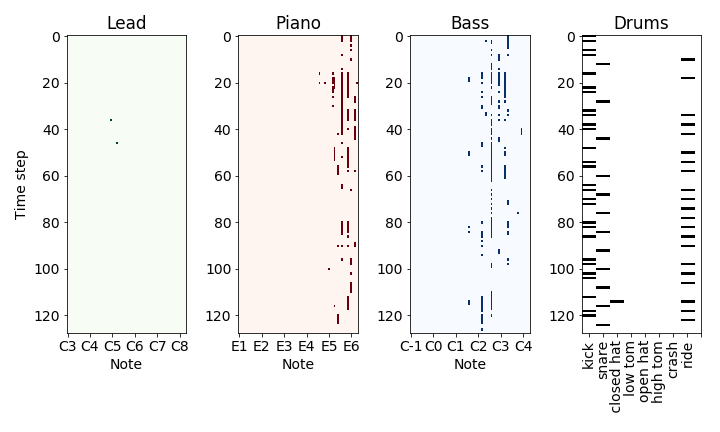 Lead Piano Bass Drums
0 0 0 0
20 20 20 20
40 40 40 40
60 60 60 60
80 80 80 80
100 100 100 100
120 120 120 120
Time step
C3 C4 C5 C6 C7 C8 E1 E2 E3 E4 E5 E6 C-1 C0 C1 C2 C3 C4
Note Note Note
kick
snare
closed hat
low tom
open hat
high tom
crash
ride